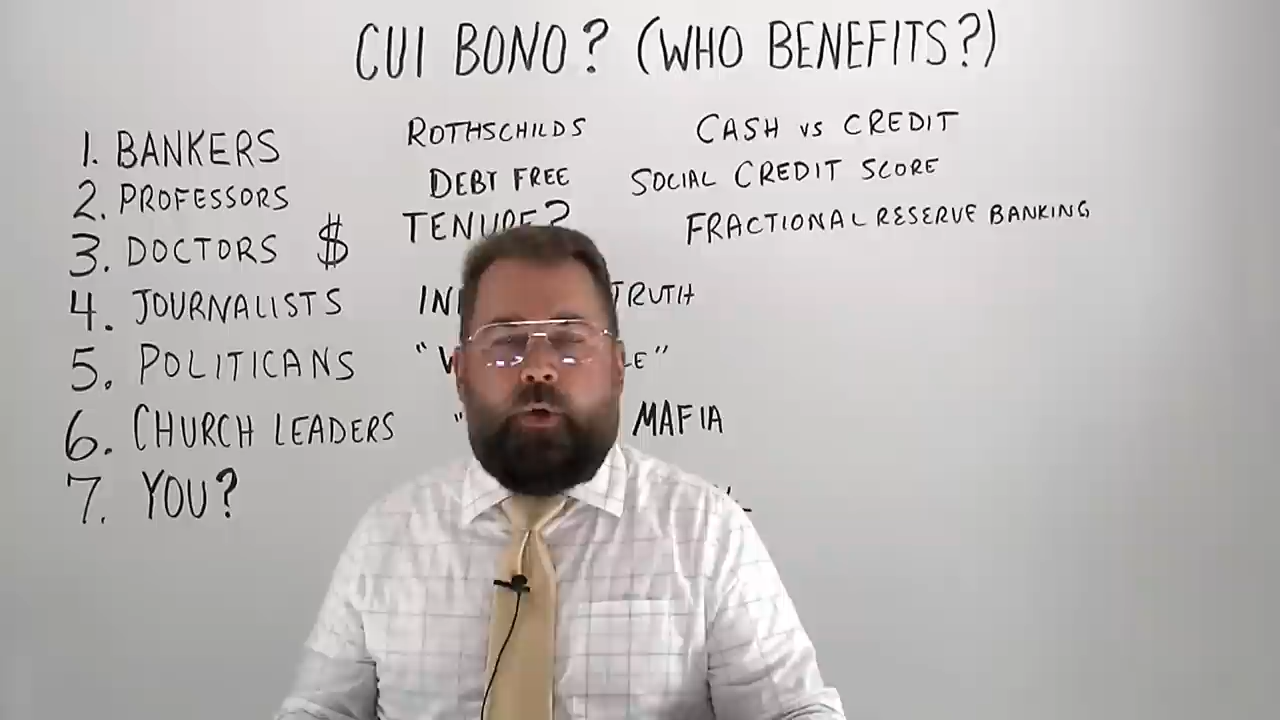 CUI BONO? (WHO BENEFITS?)
1. BANKERS
2. PROFESSORS
3. DOCTORS $
4. JOURNALISTS
5. POLITICANS
6. CHURCH LEADERS
7. YOU?
ROTHSCHILDS
DEBT FREE
TENURE?
TRUTH
MAFIA
CASH vs CREDIT
SOCIAL CREDIT SCORE
FRACTIONAL RESERVE BANKING